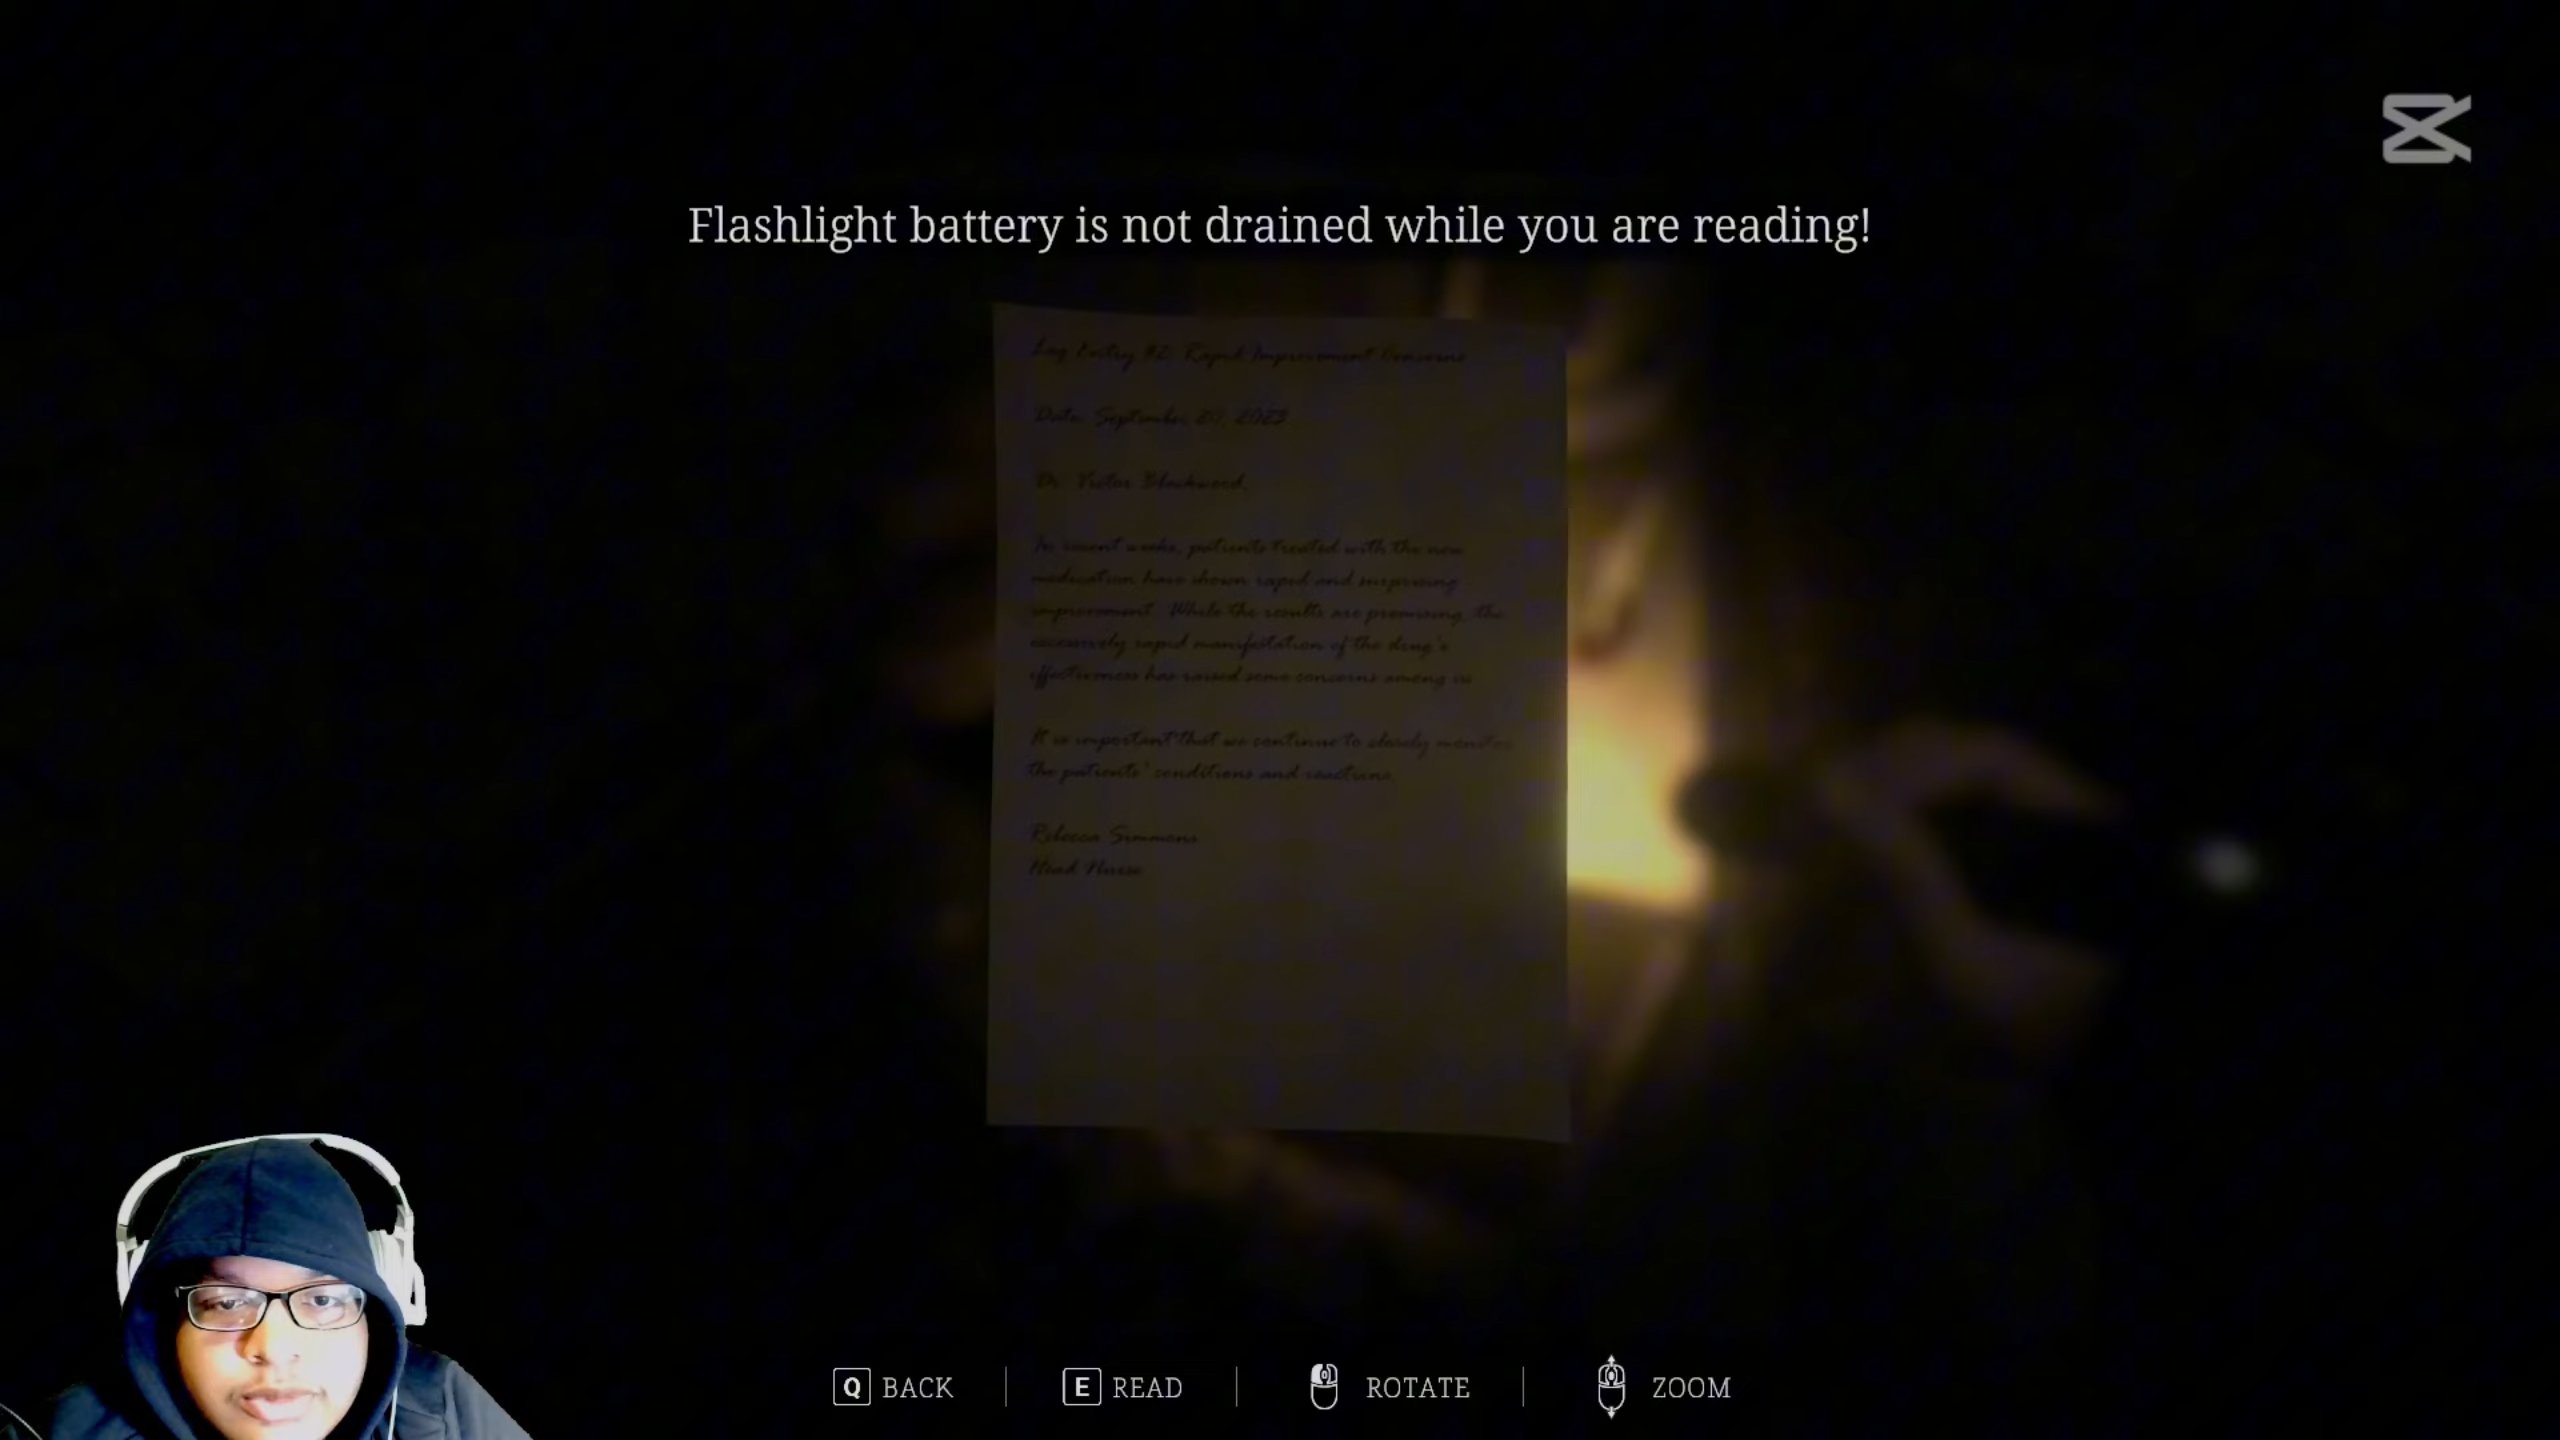 Flashlight battery is not drained while you are reading!
Log Entry #2: Rapid Improvement Concerns
Date: September 20, 2023
Dr. Victor Blackwood,
In recent weeks, patients treated with the new
medication have shown rapid and surprising
improvement. While the results are promising, the
excessively rapid manifestation of the drug's
effectiveness has raised some concerns among us.
It is important that we continue to closely monitor
the patients' conditions and reactions.
Rebecca Simmons
Head Nurse
Q BACK
E READ
ROTATE
ZOOM